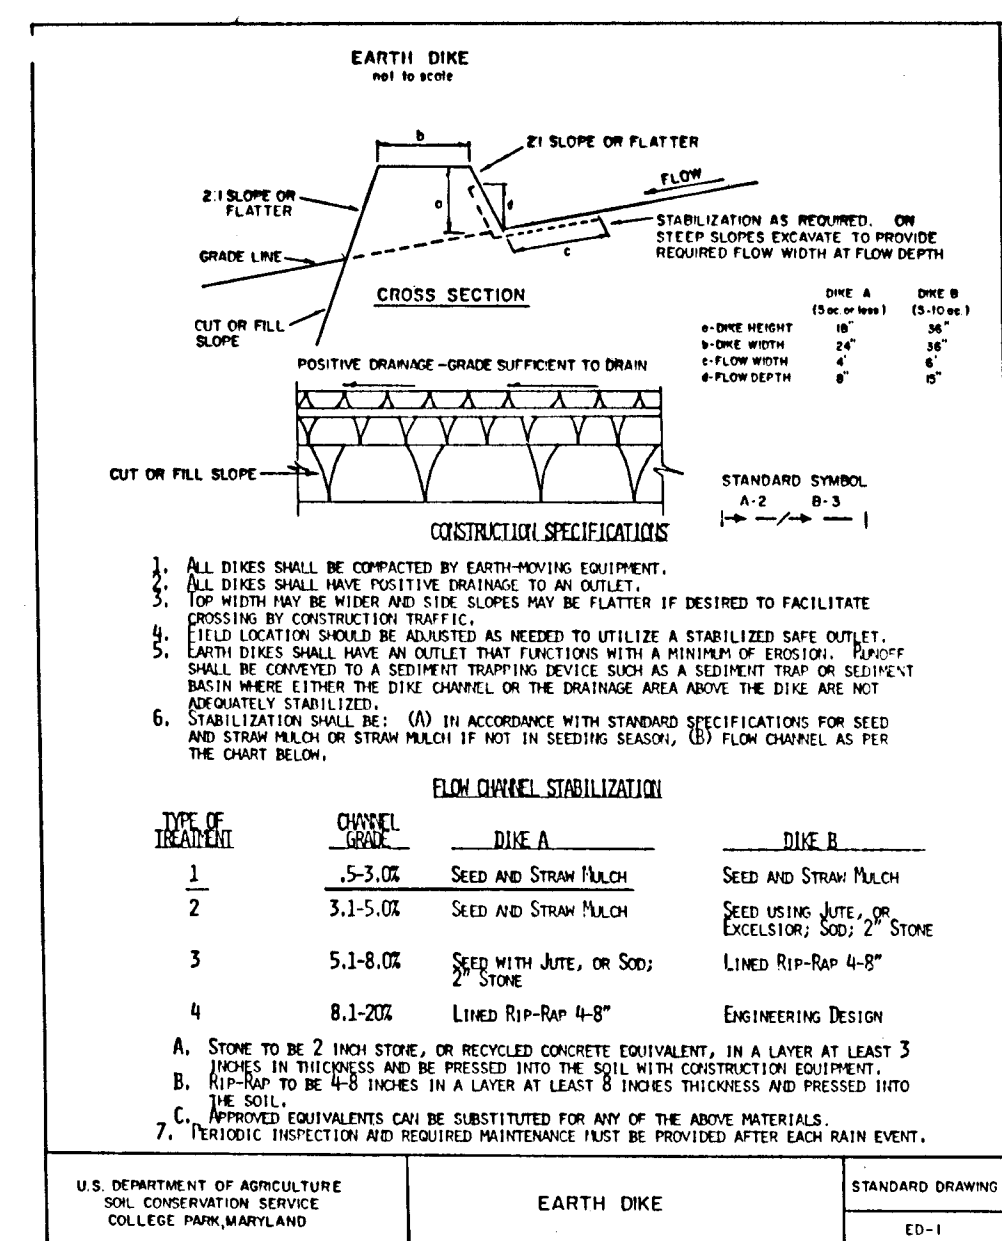 EARTH DIKE
not to scale
b
2:1 SLOPE OR FLATTER
FLOW
2:1 SLOPE OR
FLATTER
a
STABILIZATION AS REQUIRED. ON
STEEP SLOPES EXCAVATE TO PROVIDE
REQUIRED FLOW WIDTH AT FLOW DEPTH
c
GRADE LINE
CROSS SECTION
CUT OR FILL
SLOPE
DIKE A DIKE B
(5 ac. or less) (5-10 ac.)
a-DIKE HEIGHT 18" 36"
b-DIKE WIDTH 24" 36"
c-FLOW WIDTH 4' 6'
d-FLOW DEPTH 8" 15"
POSITIVE DRAINAGE-GRADE SUFFICIENT TO DRAIN
CUT OR FILL SLOPE
STANDARD SYMBOL
A-2 B-3
CONSTRUCTION SPECIFICATIONS
1. ALL DIKES SHALL BE COMPACTED BY EARTH-MOVING EQUIPMENT.
2. ALL DIKES SHALL HAVE POSITIVE DRAINAGE TO AN OUTLET.
3. TOP WIDTH MAY BE WIDER AND SIDE SLOPES MAY BE FLATTER IF DESIRED TO FACILITATE
CROSSING BY CONSTRUCTION TRAFFIC.
4. FIELD LOCATION SHOULD BE ADJUSTED AS NEEDED TO UTILIZE A STABILIZED SAFE OUTLET.
5. EARTH DIKES SHALL HAVE AN OUTLET THAT FUNCTIONS WITH A MINIMUM OF EROSION. RUNOFF
SHALL BE CONVEYED TO A SEDIMENT TRAPPING DEVICE SUCH AS A SEDIMENT TRAP OR SEDIMENT
BASIN WHERE EITHER THE DIKE CHANNEL OR THE DRAINAGE AREA ABOVE THE DIKE ARE NOT
ADEQUATELY STABILIZED.
6. STABILIZATION SHALL BE: (A) IN ACCORDANCE WITH STANDARD SPECIFICATIONS FOR SEED
AND STRAW MULCH OR STRAW MULCH IF NOT IN SEEDING SEASON, (B) FLOW CHANNEL AS PER
THE CHART BELOW.
FLOW CHANNEL STABILIZATION
TYPE OF TREATMENT CHANNEL GRADE DIKE A DIKE B
1 .5-3.0% SEED AND STRAW MULCH SEED AND STRAW MULCH
2 3.1-5.0% SEED AND STRAW MULCH SEED USING JUTE, OR
EXCELSIOR; SOD; 2" STONE
3 5.1-8.0% SEED WITH JUTE, OR SOD; LINED RIP-RAP 4-8"
2" STONE
4 8.1-20% LINED RIP-RAP 4-8" ENGINEERING DESIGN
A. STONE TO BE 2 INCH STONE, OR RECYCLED CONCRETE EQUIVALENT, IN A LAYER AT LEAST 3
INCHES IN THICKNESS AND BE PRESSED INTO THE SOIL WITH CONSTRUCTION EQUIPMENT.
B. RIP-RAP TO BE 4-8 INCHES IN A LAYER AT LEAST 8 INCHES THICKNESS AND PRESSED INTO
THE SOIL.
C. APPROVED EQUIVALENTS CAN BE SUBSTITUTED FOR ANY OF THE ABOVE MATERIALS.
7. PERIODIC INSPECTION AND REQUIRED MAINTENANCE MUST BE PROVIDED AFTER EACH RAIN EVENT.
U.S. DEPARTMENT OF AGRICULTURE
SOIL CONSERVATION SERVICE
COLLEGE PARK, MARYLAND
EARTH DIKE
STANDARD DRAWING
ED-1